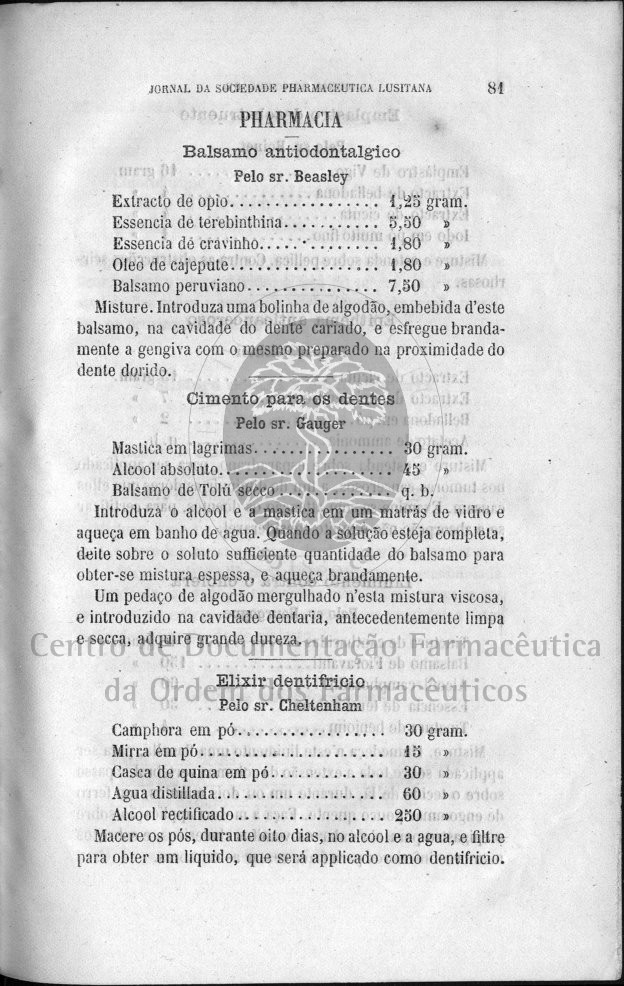 JORNAL DA SOCIEDADE PHARMACEUTICA LUSITANA 81
PHARMACIA
Balsamo antiodontalgico
Pelo sr. Beasley
Extracto de opio................ 1,25 gram.
Essencia de terebinthina........... 5,50 »
Essencia de cravinho.............. 1,80 »
Oleo de cajepute................. 1,80 »
Balsamo peruviano............... 7,50 »
Misture. Introduza uma bolinha de algodão, embebida d'este
balsamo, na cavidade do dente cariado, e esfregue branda-
mente a gengiva com o mesmo preparado na proximidade do
dente dorido.
Cimento para os dentes
Pelo sr. Gauger
Mastica em lagrimas................ 30 gram.
Alcool absoluto.................... 45 »
Balsamo de Tolú secco............. q. b.
Introduza o alcool e a mastica em um matrás de vidro e
aqueça em banho de agua. Quando a solução esteja completa,
deite sobre o soluto sufficiente quantidade do balsamo para
obter-se mistura espessa, e aqueça brandamente.
Um pedaço de algodão mergulhado n'esta mistura viscosa,
e introduzido na cavidade dentaria, antecedentemente limpa
e secca, adquire grande dureza.
Centro de Documentação Farmacêutica
da Ordem dos Farmacêuticos
Elixir dentifricio
Pelo sr. Cheltenham
Camphora em pó................. 30 gram.
Mirra em pó..................... 15 »
Casca de quina em pó............. 30 »
Agua distillada................... 60 »
Alcool rectificado................. 250 »
Macere os pós, durante oito dias, no alcool e a agua, e filtre
para obter um liquido, que será applicado como dentifricio.